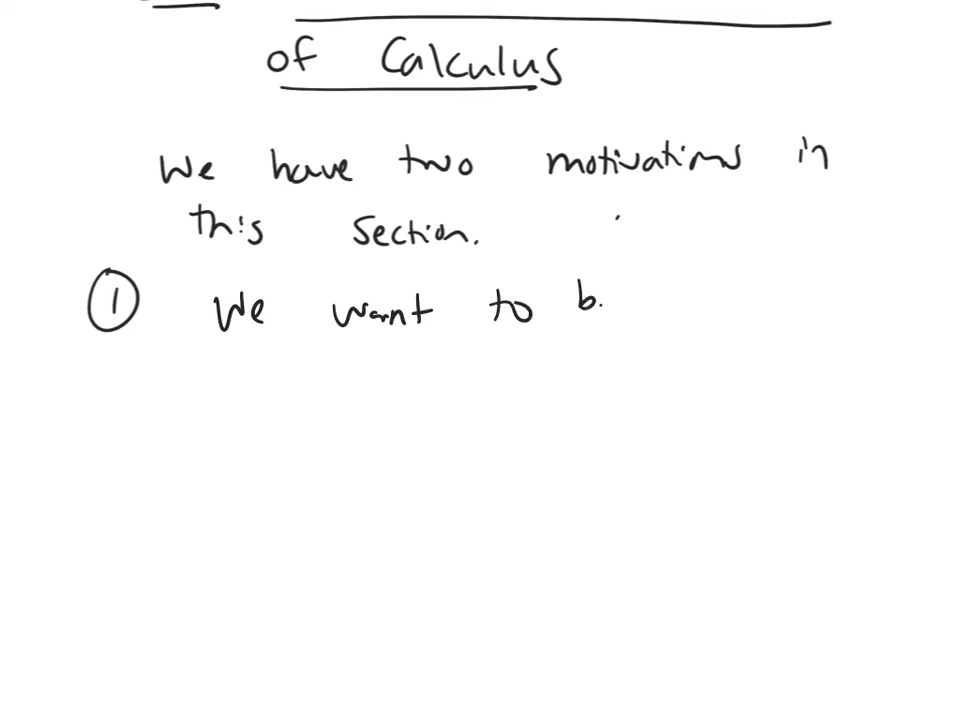 of Calculus
We have two motivations in
this section.
① We want to b